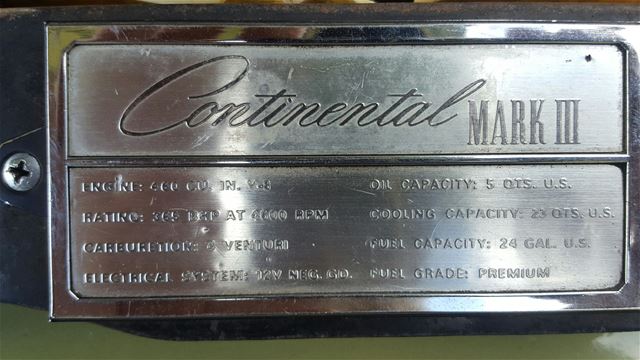 Continental MARK III
ENGINE: 460 CU. IN. V-8
RATING: 365 BHP AT 4600 RPM
CARBURETION: 4 VENTURI
ELECTRICAL SYSTEM: 12V NEG. GD.
OIL CAPACITY: 5 QTS. U.S.
COOLING CAPACITY: 23 QTS. U.S.
FUEL CAPACITY: 24 GAL. U.S.
FUEL GRADE: PREMIUM